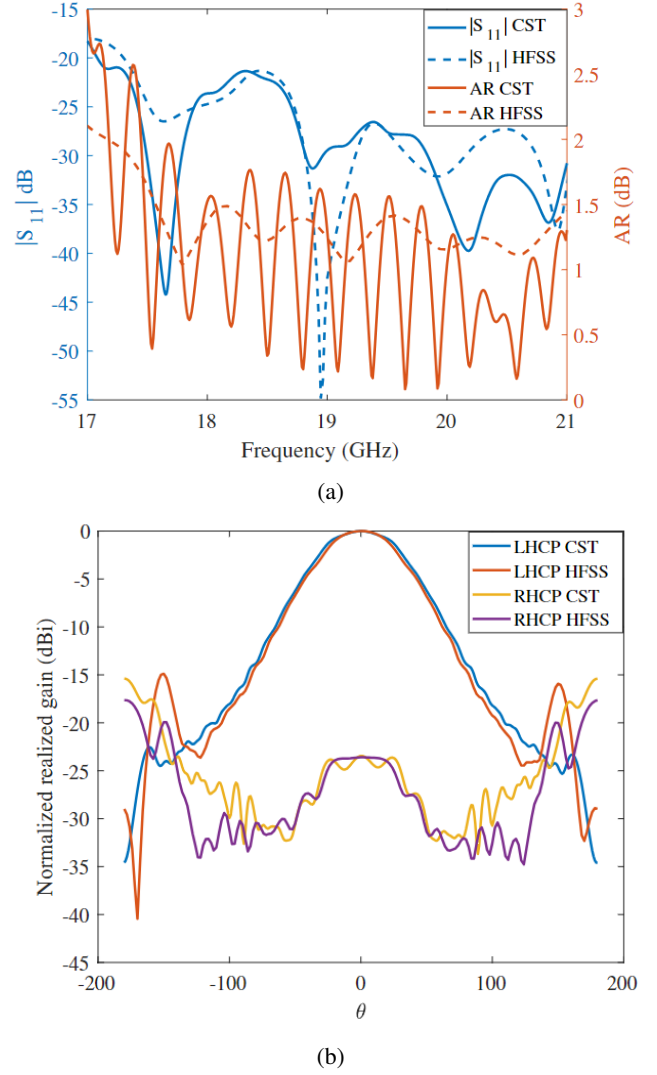 -15
-20
-25
-30
-35
-40
-45
-50
-55
|S 11| dB
3
2.5
2
1.5
1
0.5
0
AR (dB)
|S 11| CST
|S 11| HFSS
AR CST
AR HFSS
17 18 19 20 21
Frequency (GHz)
(a)
0
-5
-10
-15
-20
-25
-30
-35
-40
-45
Normalized realized gain (dBi)
LHCP CST
LHCP HFSS
RHCP CST
RHCP HFSS
-200 -100 0 100 200
θ
(b)